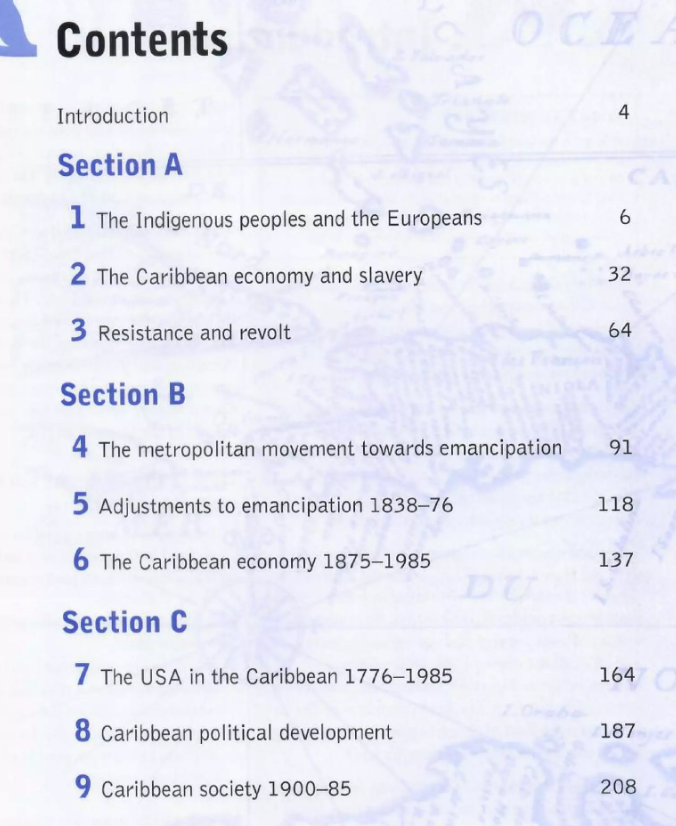 Contents
Introduction 4
Section A
1 The Indigenous peoples and the Europeans 6
2 The Caribbean economy and slavery 32
3 Resistance and revolt 64
Section B
4 The metropolitan movement towards emancipation 91
5 Adjustments to emancipation 1838–76 118
6 The Caribbean economy 1875–1985 137
Section C
7 The USA in the Caribbean 1776–1985 164
8 Caribbean political development 187
9 Caribbean society 1900–85 208